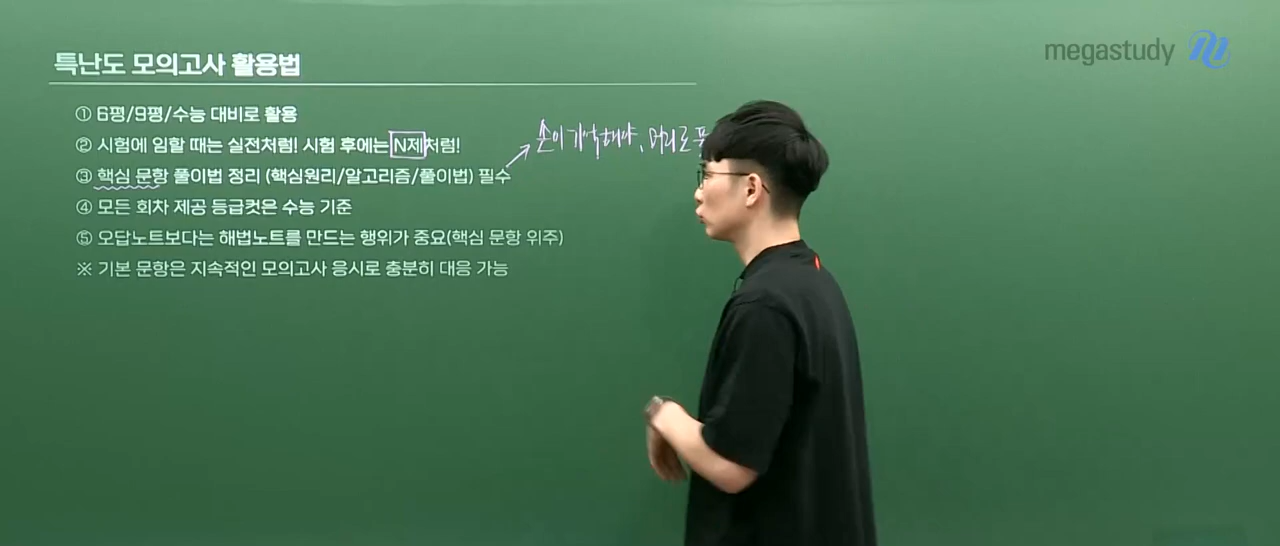 megastudy
특난도 모의고사 활용법
① 6평/9평/수능 대비로 활용
② 시험에 임할 때는 실전처럼! 시험 후에는 N제처럼!
손이 기억해야, 머리로
③ 핵심 문항 풀이법 정리 (핵심원리/알고리즘/풀이법) 필수
④ 모든 회차 제공 등급컷은 수능 기준
⑤ 오답노트보다는 해법노트를 만드는 행위가 중요(핵심 문항 위주)
※ 기본 문항은 지속적인 모의고사 응시로 충분히 대응 가능